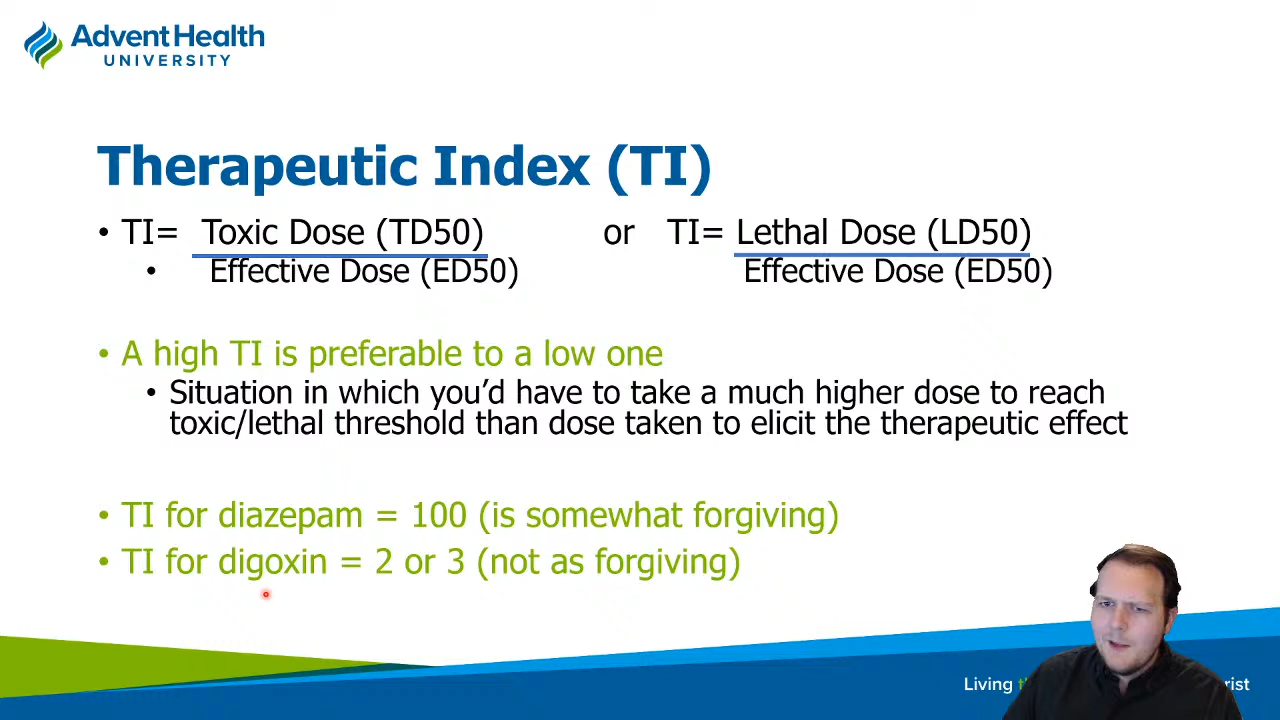 AdventHealth
UNIVERSITY
Therapeutic Index (TI)
• TI= Toxic Dose (TD50) or TI= Lethal Dose (LD50)
• Effective Dose (ED50) Effective Dose (ED50)
• A high TI is preferable to a low one
• Situation in which you'd have to take a much higher dose to reach
toxic/lethal threshold than dose taken to elicit the therapeutic effect
• TI for diazepam = 100 (is somewhat forgiving)
• TI for digoxin = 2 or 3 (not as forgiving)
Living